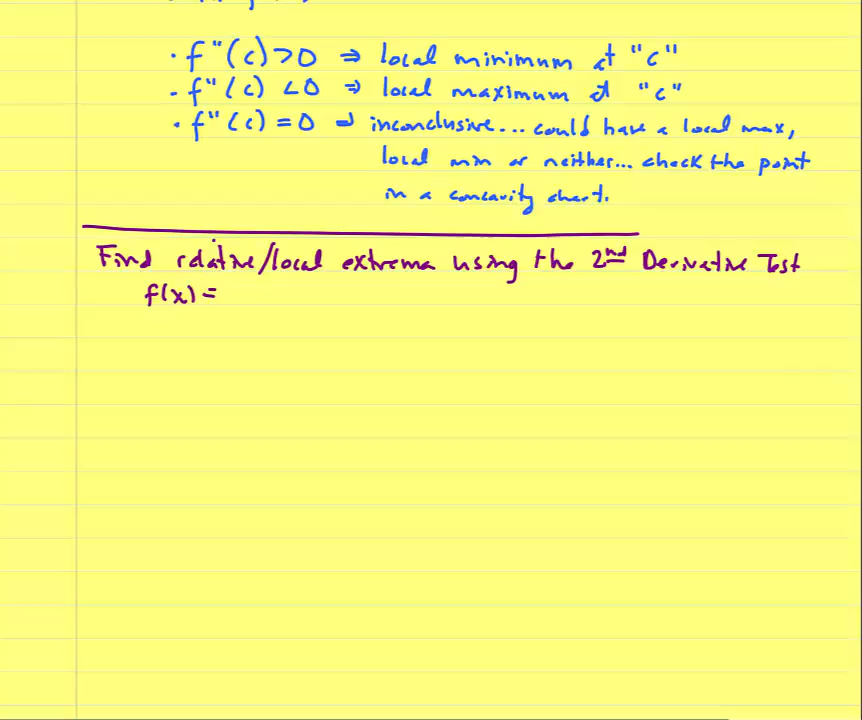 · f"(c) > 0 ⇒ local minimum at "c"
- f"(c) < 0 ⇒ local maximum at "c"
· f"(c) = 0 ⇒ inconclusive... could have a local max,
local min or neither... check the point
in a concavity chart.
Find relative/local extrema using the 2nd Derivative Test
f(x) =